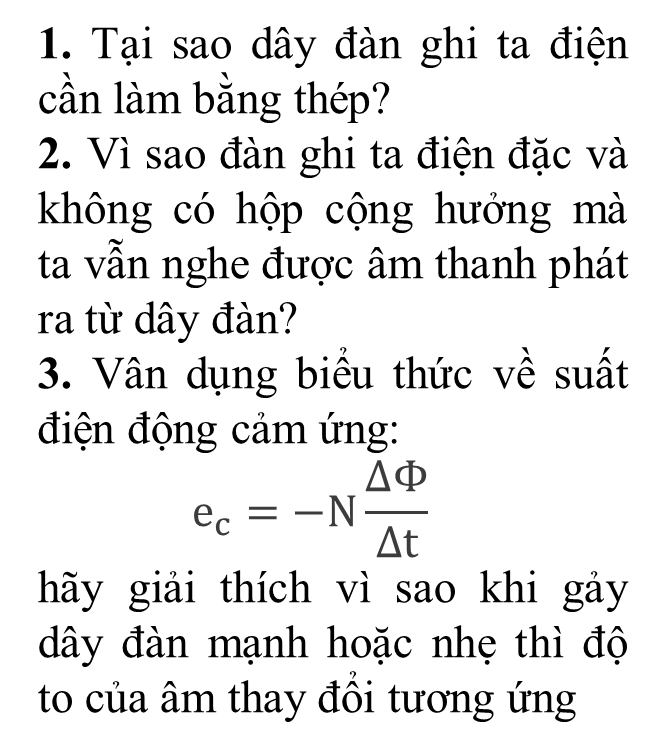 1. Tại sao dây đàn ghi ta điện
cần làm bằng thép?
2. Vì sao đàn ghi ta điện đặc và
không có hộp cộng hưởng mà
ta vẫn nghe được âm thanh phát
ra từ dây đàn?
3. Vân dụng biểu thức về suất
điện động cảm ứng:
e_c = −N ΔΦ/Δt
hãy giải thích vì sao khi gảy
dây đàn mạnh hoặc nhẹ thì độ
to của âm thay đổi tương ứng